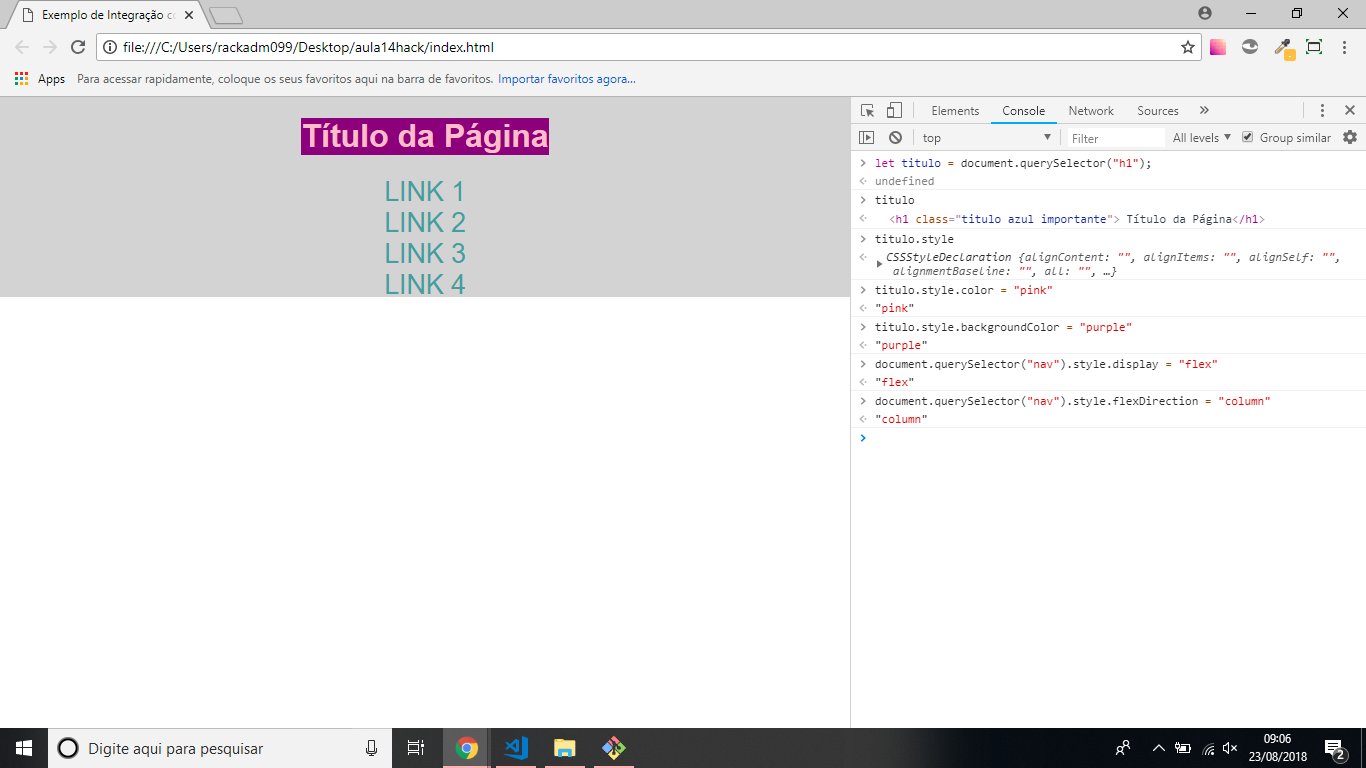 Exemplo de Integração co
file:///C:/Users/rackadm099/Desktop/aula14hack/index.html
Apps Para acessar rapidamente, coloque os seus favoritos aqui na barra de favoritos. Importar favoritos agora...
Título da Página
LINK 1
LINK 2
LINK 3
LINK 4
Elements Console Network Sources »
top Filter All levels Group similar
let titulo = document.querySelector("h1");
undefined
titulo
<h1 class="titulo azul importante"> Título da Página</h1>
titulo.style
CSSStyleDeclaration {alignContent: "", alignItems: "", alignSelf: "",
alignmentBaseline: "", all: "", …}
titulo.style.color = "pink"
"pink"
titulo.style.backgroundColor = "purple"
"purple"
document.querySelector("nav").style.display = "flex"
"flex"
document.querySelector("nav").style.flexDirection = "column"
"column"
Digite aqui para pesquisar
09:06
23/08/2018
2